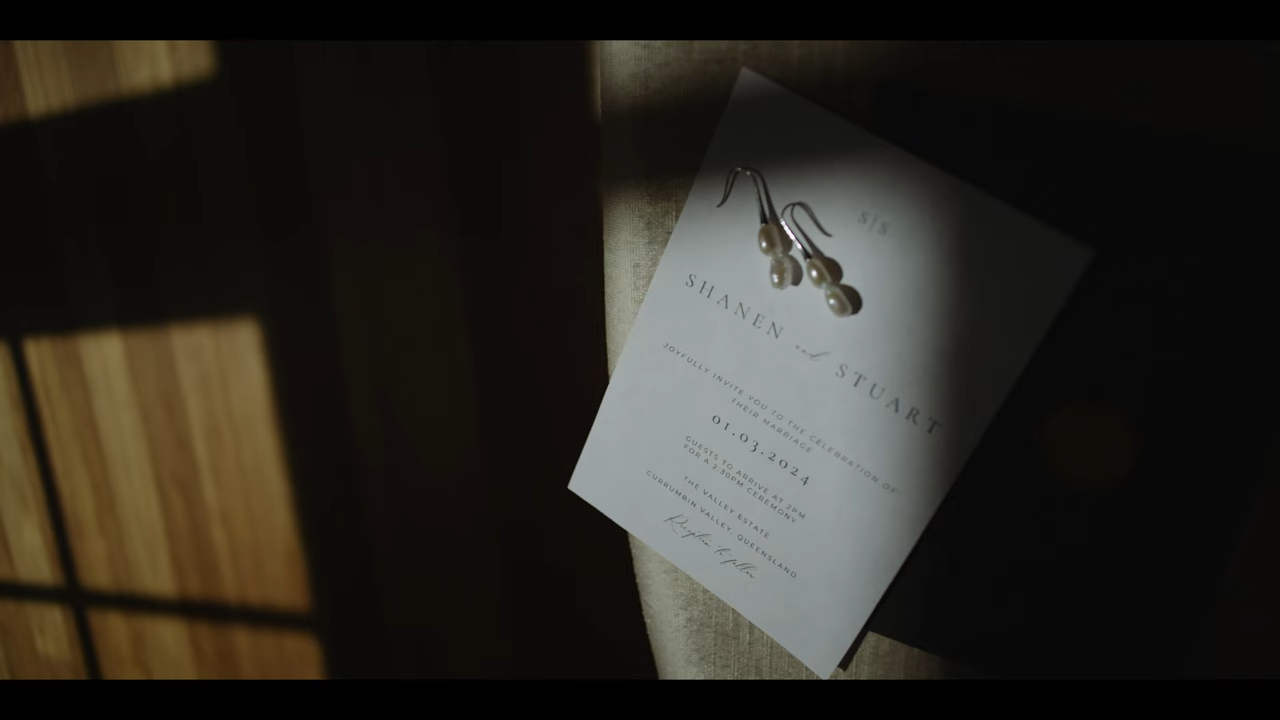 S|S
SHANEN and STUART
JOYFULLY INVITE YOU TO THE CELEBRATION OF
THEIR MARRIAGE
01.03.2024
GUESTS TO ARRIVE AT 2PM
FOR A 2:30PM CEREMONY
THE VALLEY ESTATE
CURRUMBIN VALLEY, QUEENSLAND
Reception to follow